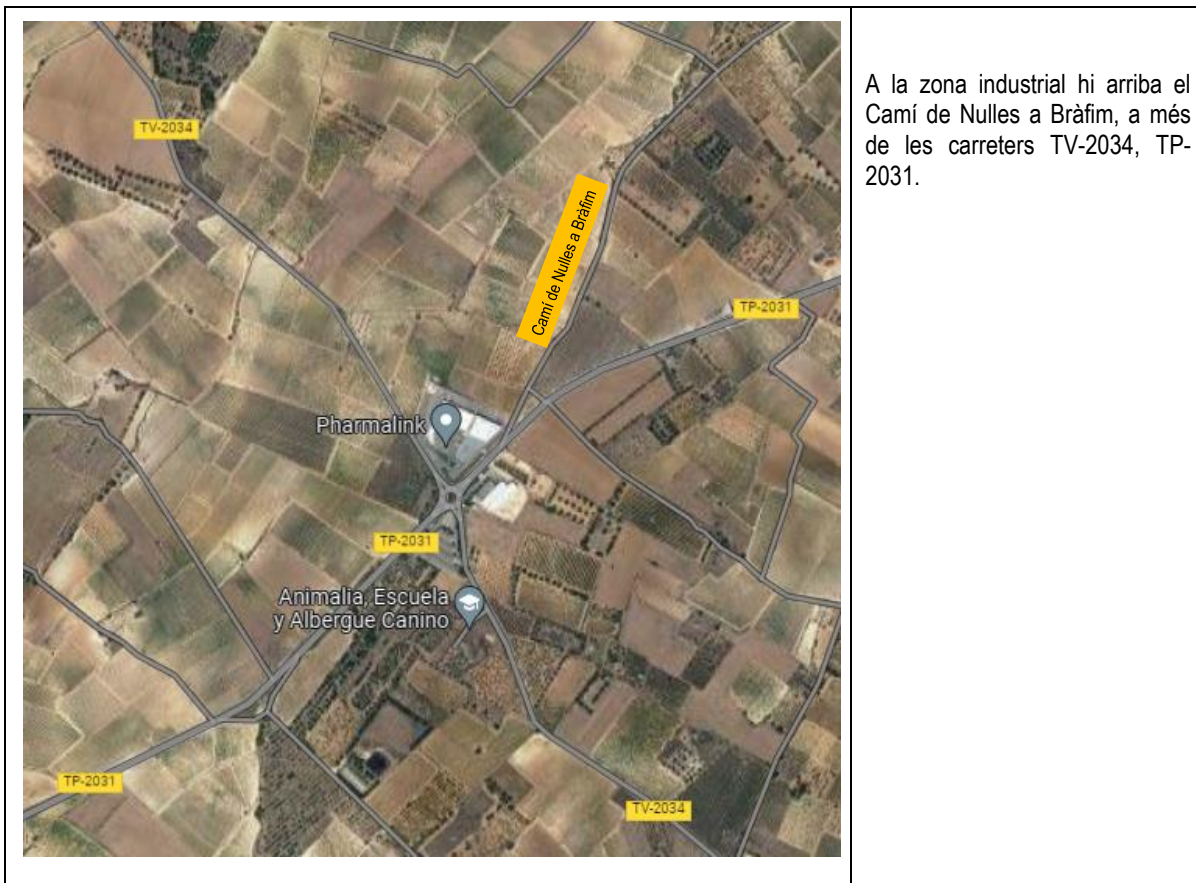 TV-2034
Camí de Nulles a Bràfim
TP-2031
Pharmalink
TP-2031
Animalia, Escuela
y Albergue Canino
TP-2031
TV-2034
A la zona industrial hi arriba el
Camí de Nulles a Bràfim, a més
de les carreters TV-2034, TP-
2031.